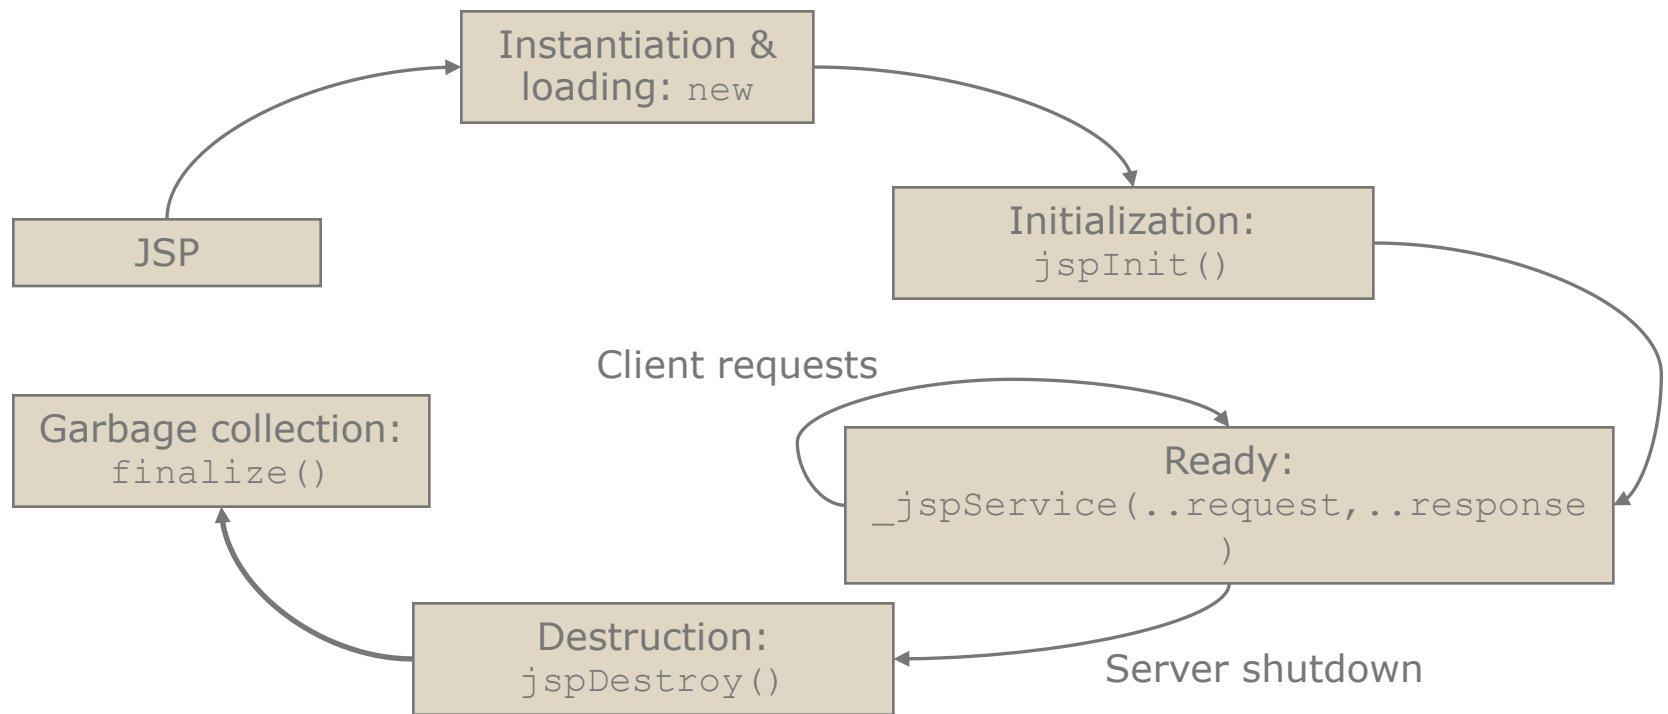 Instantiation &
loading: new
JSP
Initialization:
jspInit()
Client requests
Garbage collection:
finalize()
Ready:
_jspService(..request,..response
)
Destruction:
jspDestroy()
Server shutdown